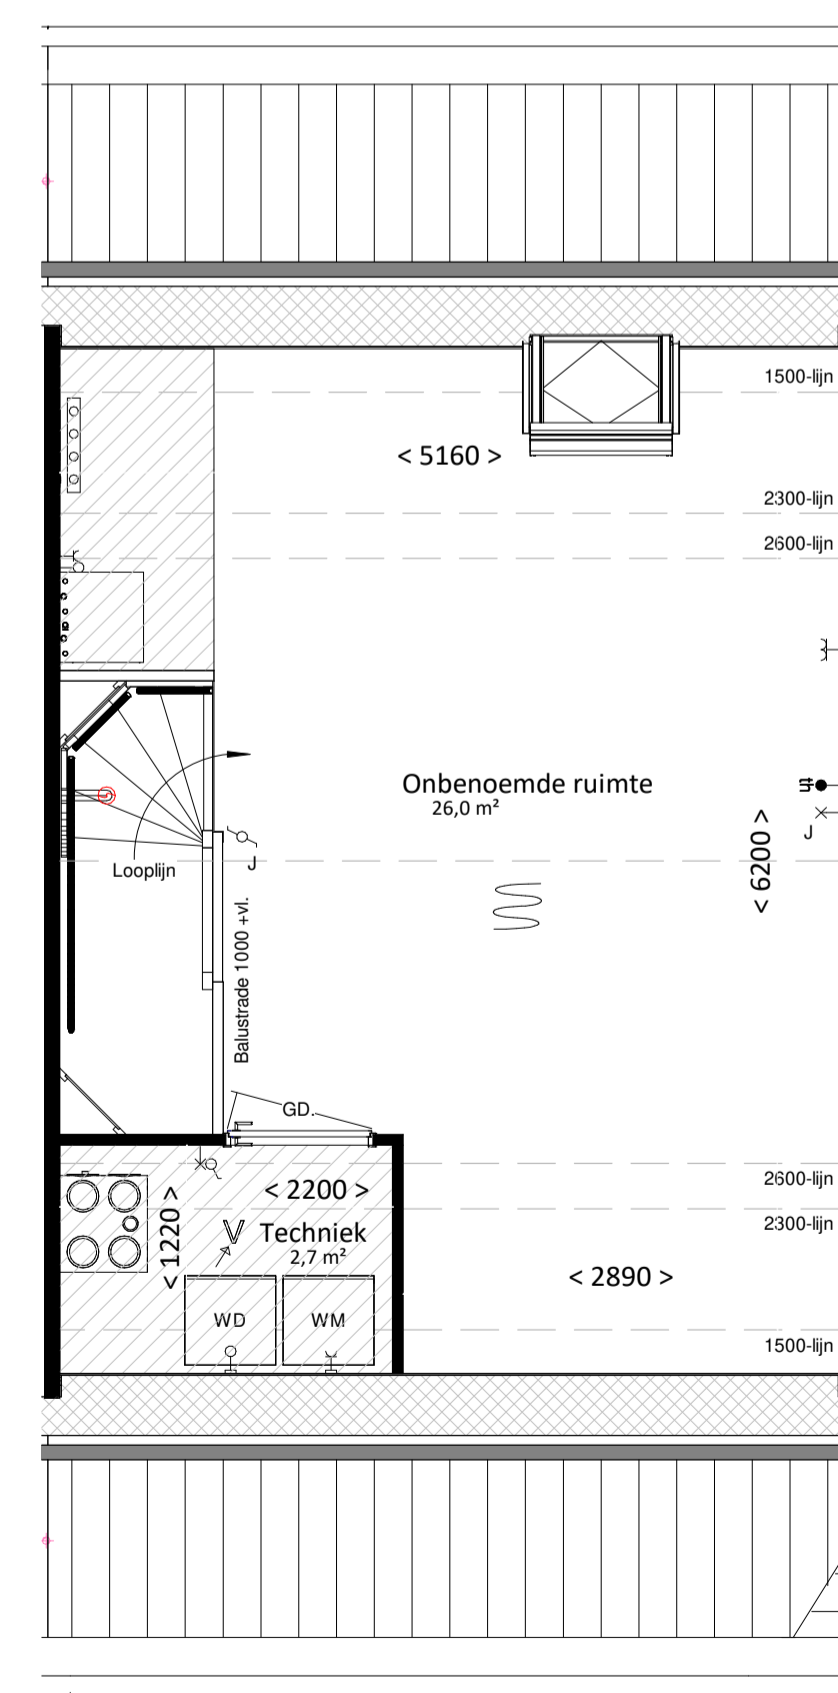 1500-lijn
< 5160 >
2300-lijn
2600-lijn
Onbenoemde ruimte
26,0 m²
th
J
< 6200 >
J
Looplijn
Balustrade 1000 +vl.
GD.
2600-lijn
< 2200 >
2300-lijn
< 1220 >
V
Techniek
2,7 m²
< 2890 >
WD
WM
1500-lijn